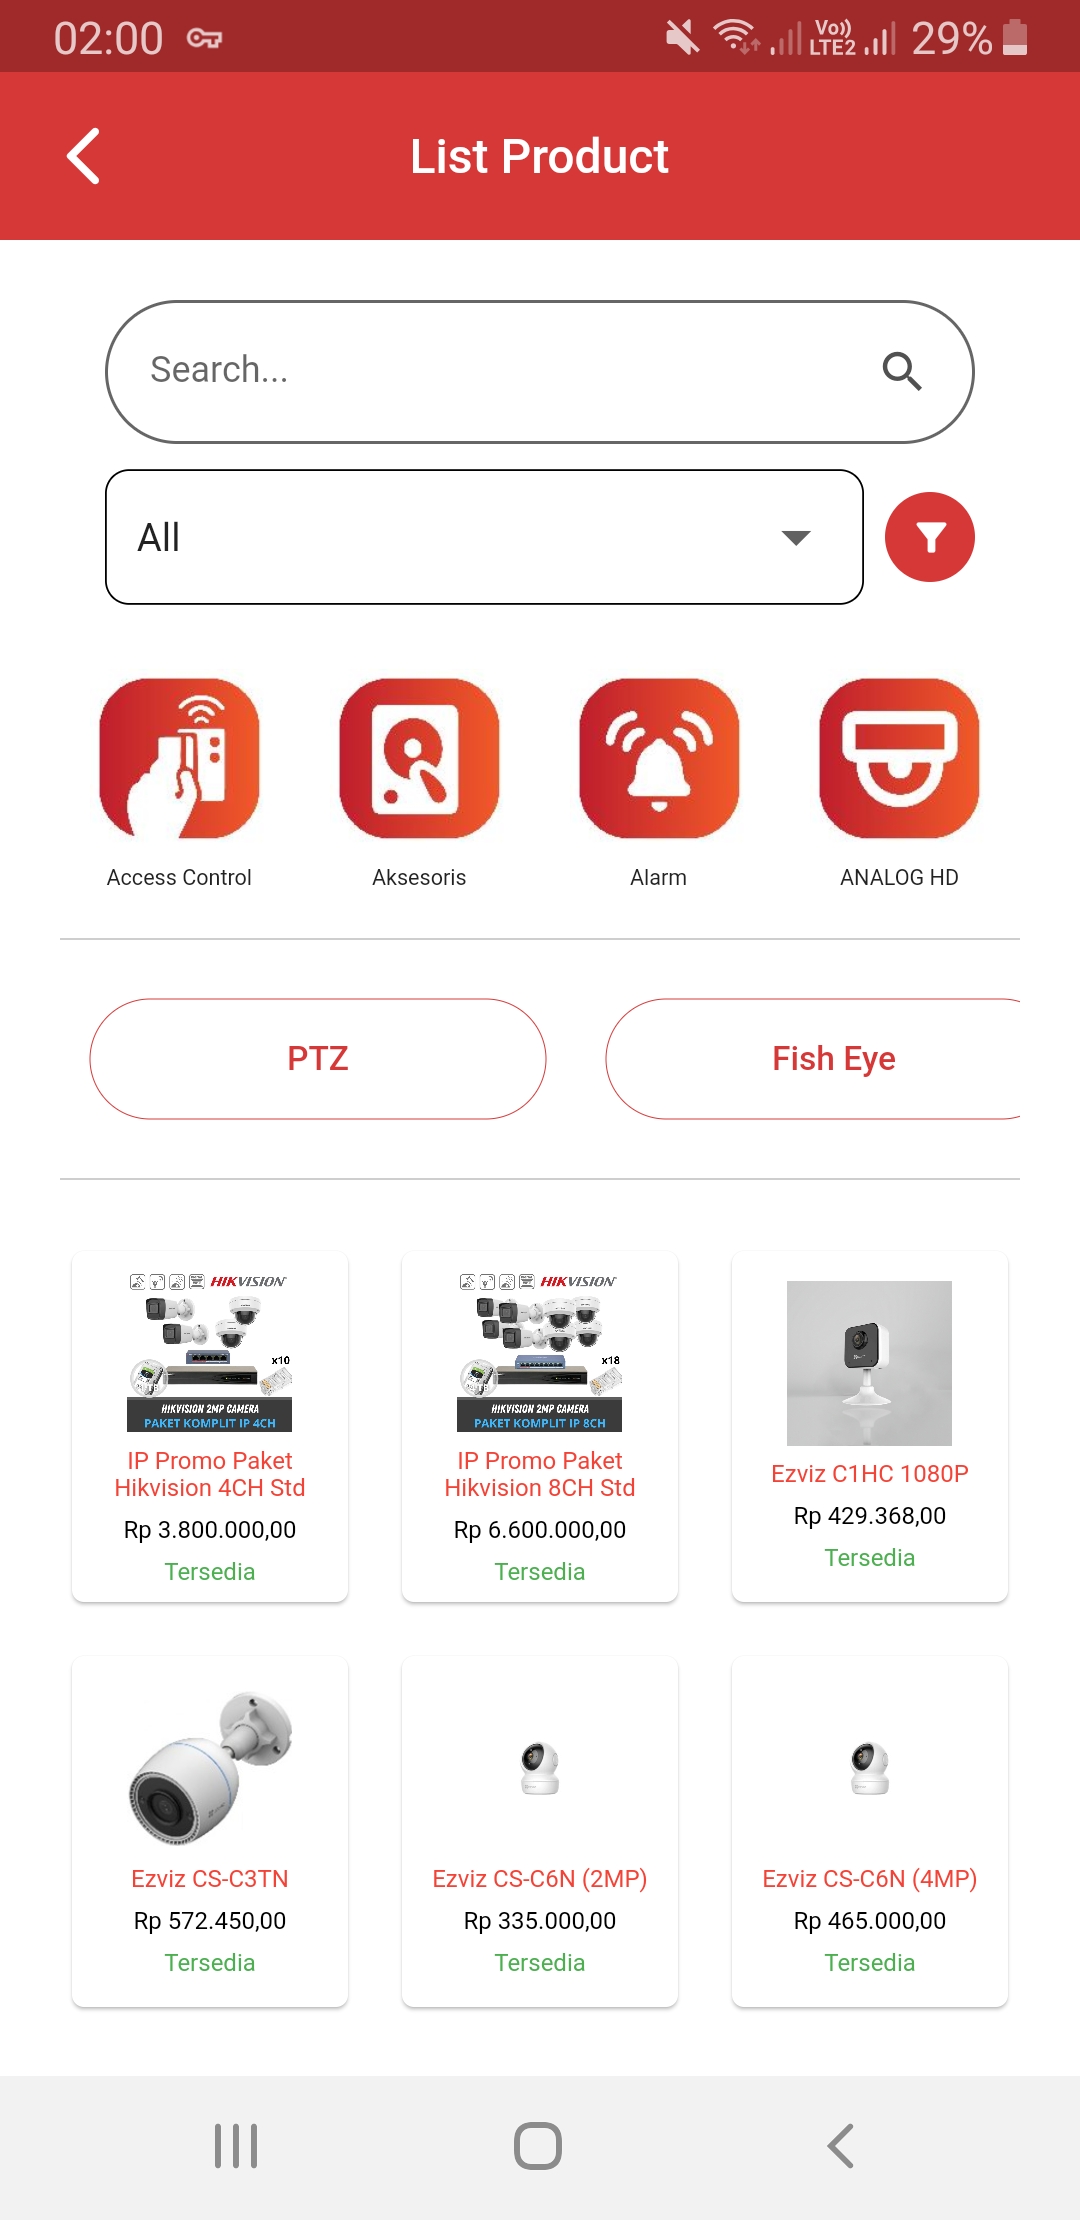 02:00
Vo))
LTE2
29%
List Product
Search...
All
Access Control
Aksesoris
Alarm
ANALOG HD
PTZ
Fish Eye
HIKVISION
x10
HIKVISION 2MP CAMERA
PAKET KOMPLIT IP 4CH
IP Promo Paket
Hikvision 4CH Std
Rp 3.800.000,00
Tersedia
HIKVISION
x18
HIKVISION 2MP CAMERA
PAKET KOMPLIT IP 8CH
IP Promo Paket
Hikvision 8CH Std
Rp 6.600.000,00
Tersedia
Ezviz C1HC 1080P
Rp 429.368,00
Tersedia
Ezviz CS-C3TN
Rp 572.450,00
Tersedia
Ezviz CS-C6N (2MP)
Rp 335.000,00
Tersedia
Ezviz CS-C6N (4MP)
Rp 465.000,00
Tersedia